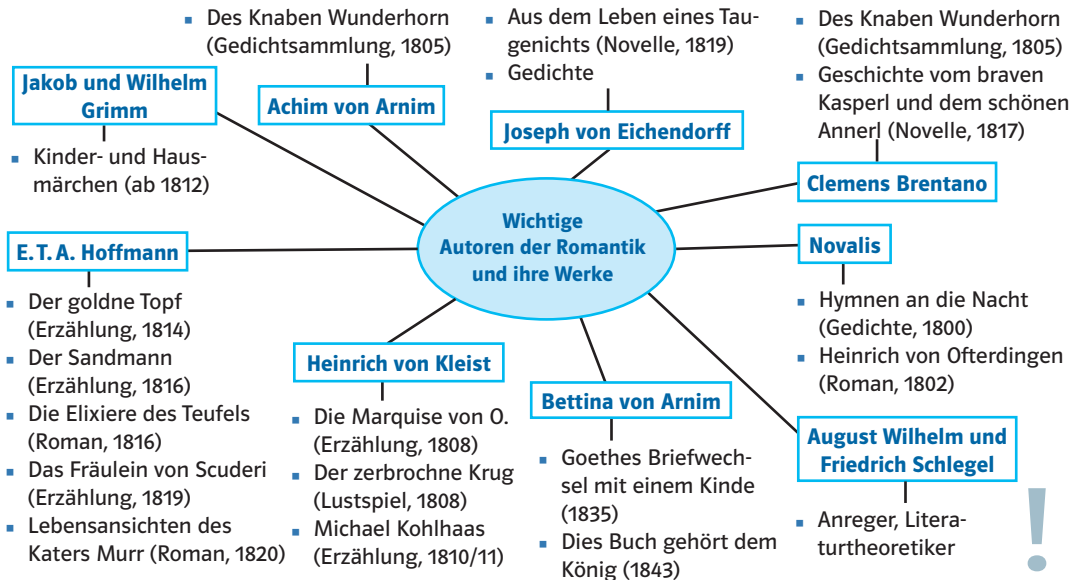 Wichtige
Autoren der Romantik
und ihre Werke
Jakob und Wilhelm
Grimm
▪ Kinder- und Haus-
märchen (ab 1812)
▪ Des Knaben Wunderhorn
(Gedichtsammlung, 1805)
Achim von Arnim
▪ Aus dem Leben eines Tau-
genichts (Novelle, 1819)
▪ Gedichte
Joseph von Eichendorff
▪ Des Knaben Wunderhorn
(Gedichtsammlung, 1805)
▪ Geschichte vom braven
Kasperl und dem schönen
Annerl (Novelle, 1817)
Clemens Brentano
E. T. A. Hoffmann
▪ Der goldne Topf
(Erzählung, 1814)
▪ Der Sandmann
(Erzählung, 1816)
▪ Die Elixiere des Teufels
(Roman, 1816)
▪ Das Fräulein von Scuderi
(Erzählung, 1819)
▪ Lebensansichten des
Katers Murr (Roman, 1820)
Heinrich von Kleist
▪ Die Marquise von O.
(Erzählung, 1808)
▪ Der zerbrochne Krug
(Lustspiel, 1808)
▪ Michael Kohlhaas
(Erzählung, 1810/11)
Bettina von Arnim
▪ Goethes Briefwech-
sel mit einem Kinde
(1835)
▪ Dies Buch gehört dem
König (1843)
Novalis
▪ Hymnen an die Nacht
(Gedichte, 1800)
▪ Heinrich von Ofterdingen
(Roman, 1802)
August Wilhelm und
Friedrich Schlegel
▪ Anreger, Litera-
turtheoretiker
!